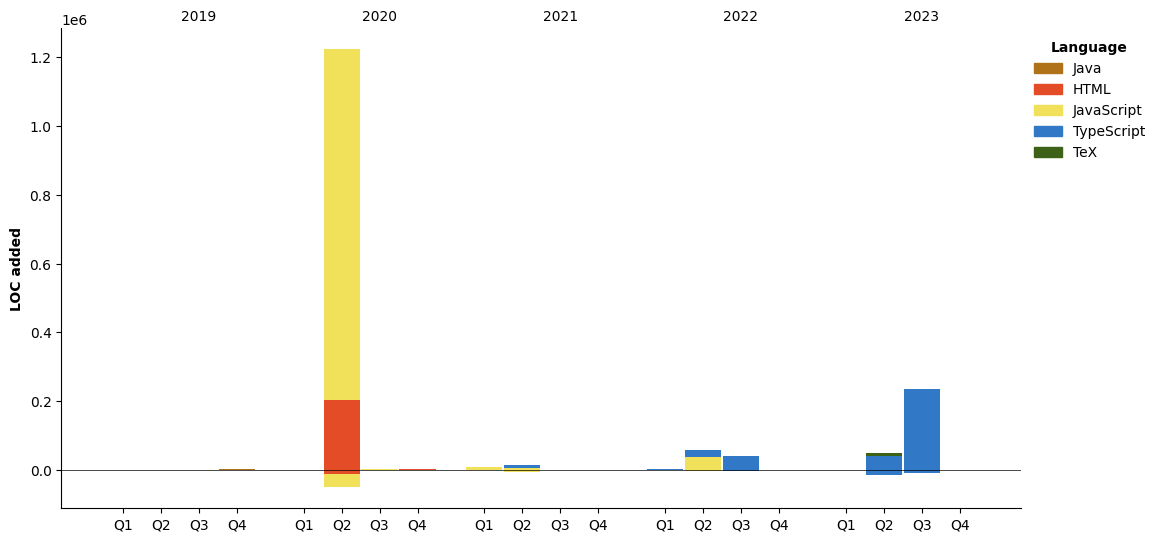 1e6
2019 2020 2021 2022 2023
Language
Java
HTML
JavaScript
TypeScript
TeX
LOC added
1.2
1.0
0.8
0.6
0.4
0.2
0.0
Q1 Q2 Q3 Q4 Q1 Q2 Q3 Q4 Q1 Q2 Q3 Q4 Q1 Q2 Q3 Q4 Q1 Q2 Q3 Q4